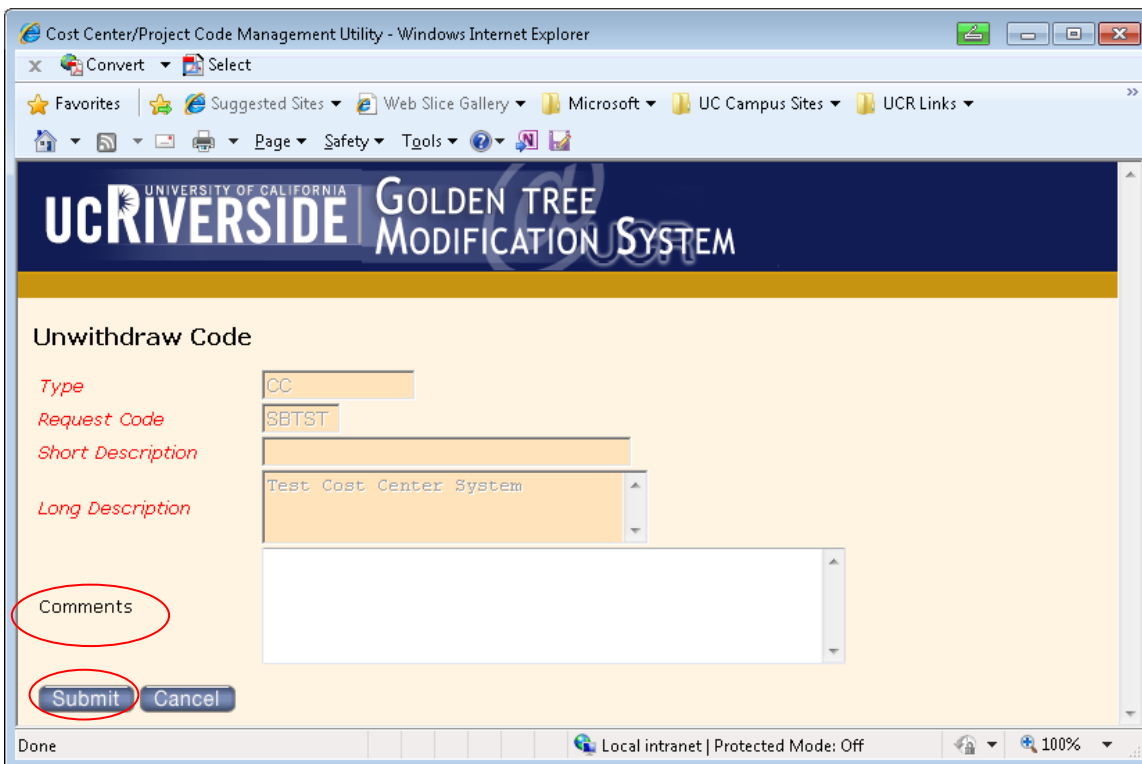 Cost Center/Project Code Management Utility - Windows Internet Explorer
x Convert Select
Favorites Suggested Sites Web Slice Gallery Microsoft UC Campus Sites UCR Links »
Page Safety Tools
UNIVERSITY OF CALIFORNIA
UCRIVERSIDE
GOLDEN TREE
MODIFICATION SYSTEM
@UCR
Unwithdraw Code
Type CC
Request Code SBTST
Short Description
Long Description Test Cost Center System
Comments
Submit Cancel
Done Local intranet | Protected Mode: Off 100%